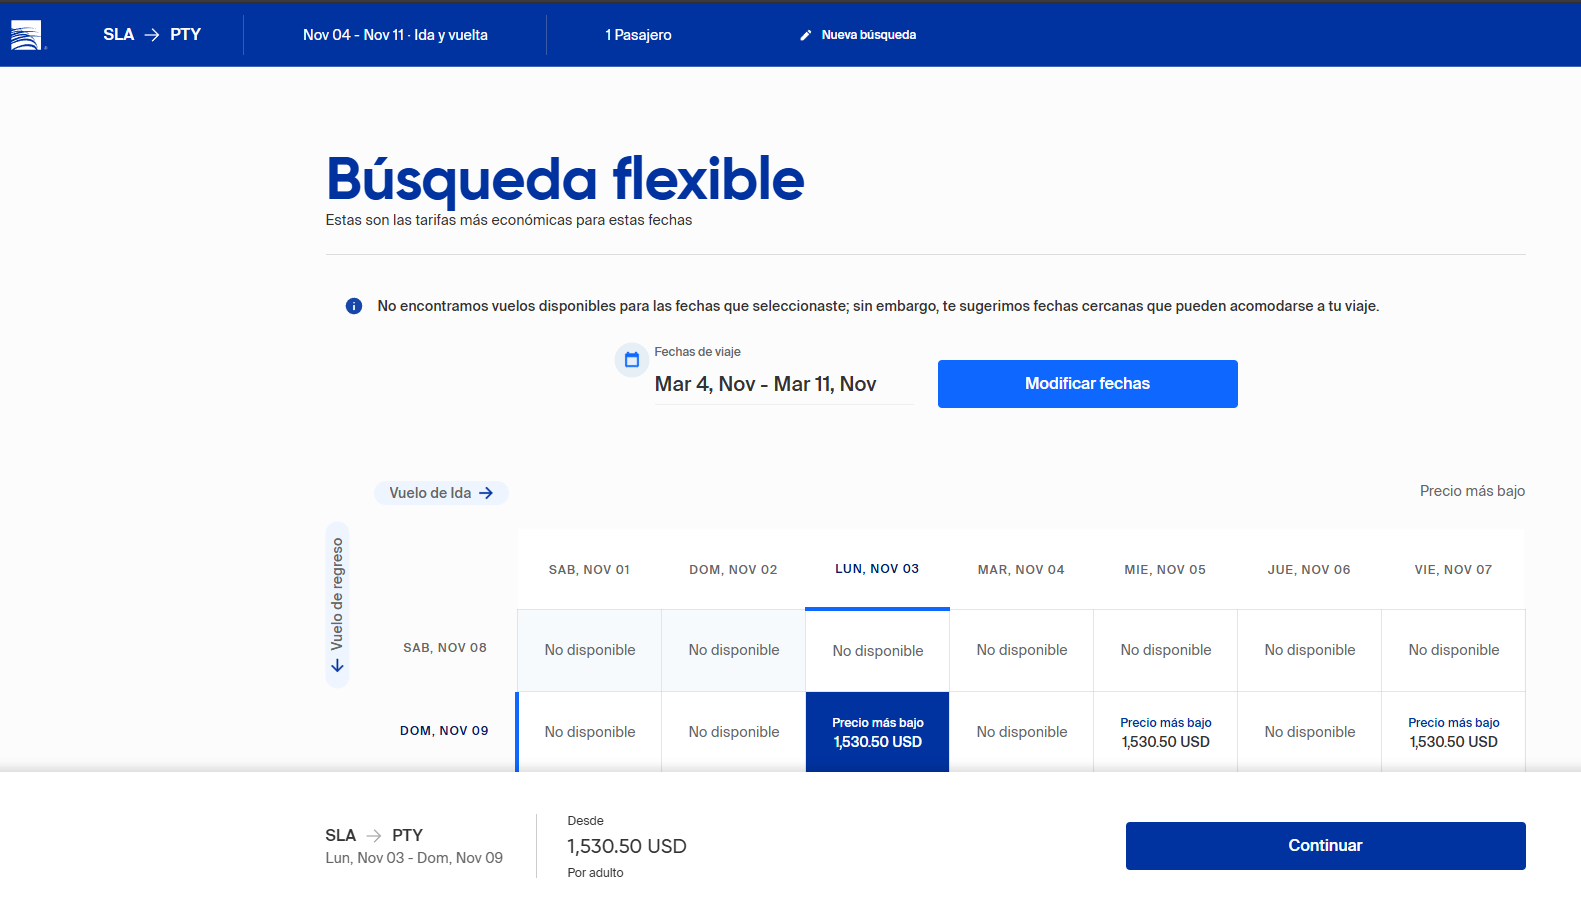 SLA → PTY
Nov 04 - Nov 11 · Ida y vuelta
1 Pasajero
Nueva búsqueda
Búsqueda flexible
Estas son las tarifas más económicas para estas fechas
No encontramos vuelos disponibles para las fechas que seleccionaste; sin embargo, te sugerimos fechas cercanas que pueden acomodarse a tu viaje.
Fechas de viaje
Mar 4, Nov - Mar 11, Nov
Modificar fechas
Vuelo de Ida →
Precio más bajo
Vuelo de regreso
SAB, NOV 01 DOM, NOV 02 LUN, NOV 03 MAR, NOV 04 MIE, NOV 05 JUE, NOV 06 VIE, NOV 07
SAB, NOV 08 No disponible No disponible No disponible No disponible No disponible No disponible No disponible
DOM, NOV 09 No disponible No disponible Precio más bajo 1,530.50 USD No disponible Precio más bajo 1,530.50 USD No disponible Precio más bajo 1,530.50 USD
SLA → PTY
Lun, Nov 03 - Dom, Nov 09
Desde
1,530.50 USD
Por adulto
Continuar